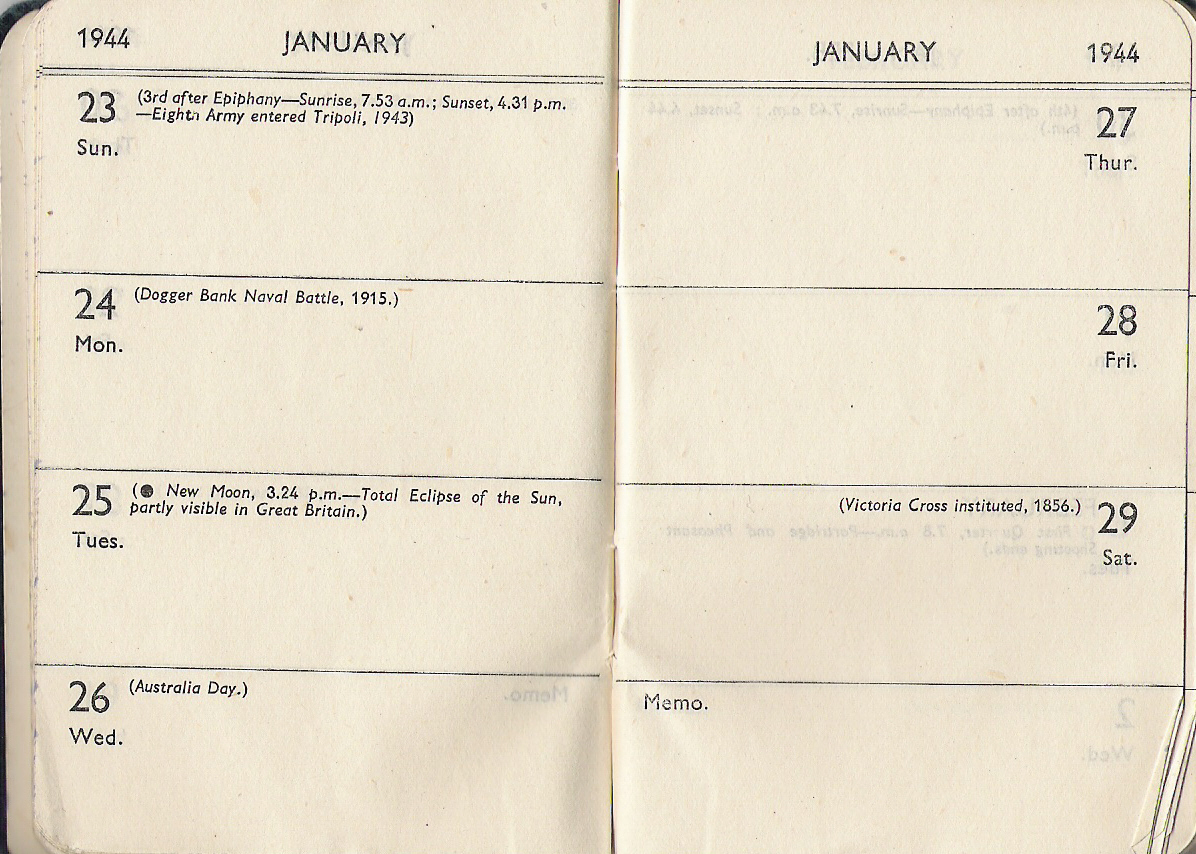 1944 JANUARY
23 (3rd after Epiphany—Sunrise, 7.53 a.m.; Sunset, 4.31 p.m.
—Eighth Army entered Tripoli, 1943)
Sun.
24 (Dogger Bank Naval Battle, 1915.)
Mon.
25 (● New Moon, 3.24 p.m.—Total Eclipse of the Sun,
partly visible in Great Britain.)
Tues.
26 (Australia Day.)
Wed.
JANUARY 1944
27
Thur.
28
Fri.
(Victoria Cross instituted, 1856.) 29
Sat.
Memo.